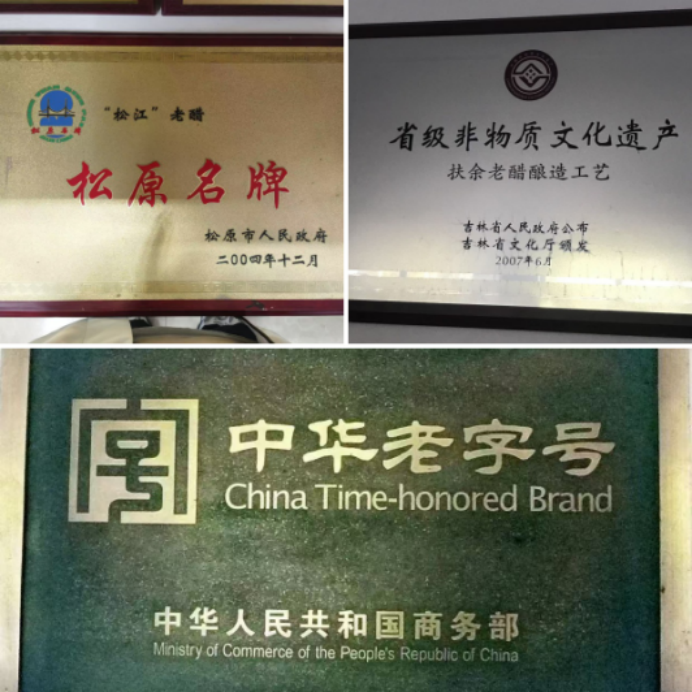 “松江”老醋
松原名牌
松原市人民政府
二00四年十二月
省级非物质文化遗产
扶余老醋酿造工艺
吉林省人民政府公布
吉林省文化厅颁发
2007年6月
中华老字号
China Time-honored Brand
中华人民共和国商务部
Ministry of Commerce of the People's Republic of China